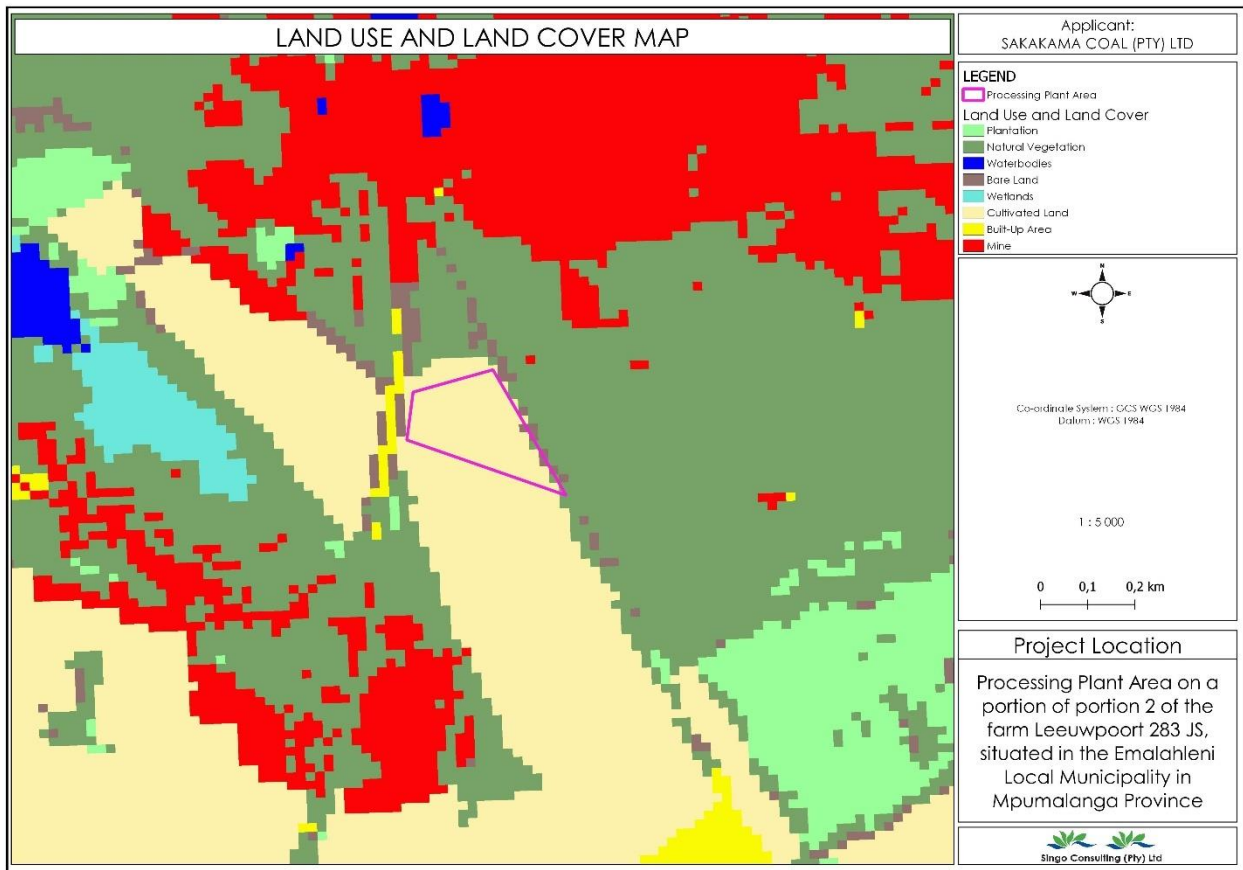 LAND USE AND LAND COVER MAP
Applicant:
SAKAKAMA COAL (PTY) LTD
LEGEND
Processing Plant Area
Land Use and Land Cover
Plantation
Natural Vegetation
Waterbodies
Bare Land
Wetlands
Cultivated Land
Built-Up Area
Mine
N
W
E
S
Co-ordinate System : GCS WGS 1984
Datum : WGS 1984
1 : 5 000
0 0,1 0,2 km
Project Location
Processing Plant Area on a
portion of portion 2 of the
farm Leeuwpoort 283 JS,
situated in the Emalahleni
Local Municipality in
Mpumalanga Province
Singo Consulting (Pty) Ltd